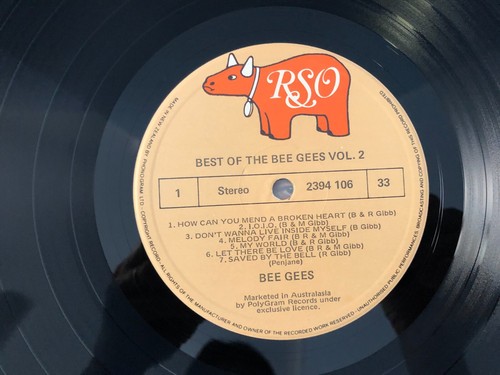 RSO
BEST OF THE BEE GEES VOL. 2
1 Stereo 2394 106 33
1. HOW CAN YOU MEND A BROKEN HEART (B & R Gibb)
2. I.O.I.O. (B & M Gibb)
3. DON'T WANNA LIVE INSIDE MYSELF (B Gibb)
4. MELODY FAIR (B R & M Gibb)
5. MY WORLD (B & R Gibb)
6. LET THERE BE LOVE (B R & M Gibb)
7. SAVED BY THE BELL (R Gibb)
(Penjane)
BEE GEES
Marketed in Australasia
by PolyGram Records under
exclusive licence.
MADE IN NEW ZEALAND BY PHONOGRAM LTD. - COPYRIGHT RECORD. - ALL RIGHTS OF THE MANUFACTURER AND OWNER OF THE RECORDED WORK RESERVED - UNAUTHORISED PUBLIC PERFORMANCES, BROADCASTING AND COPYING OF THIS RECORD PROHIBITED